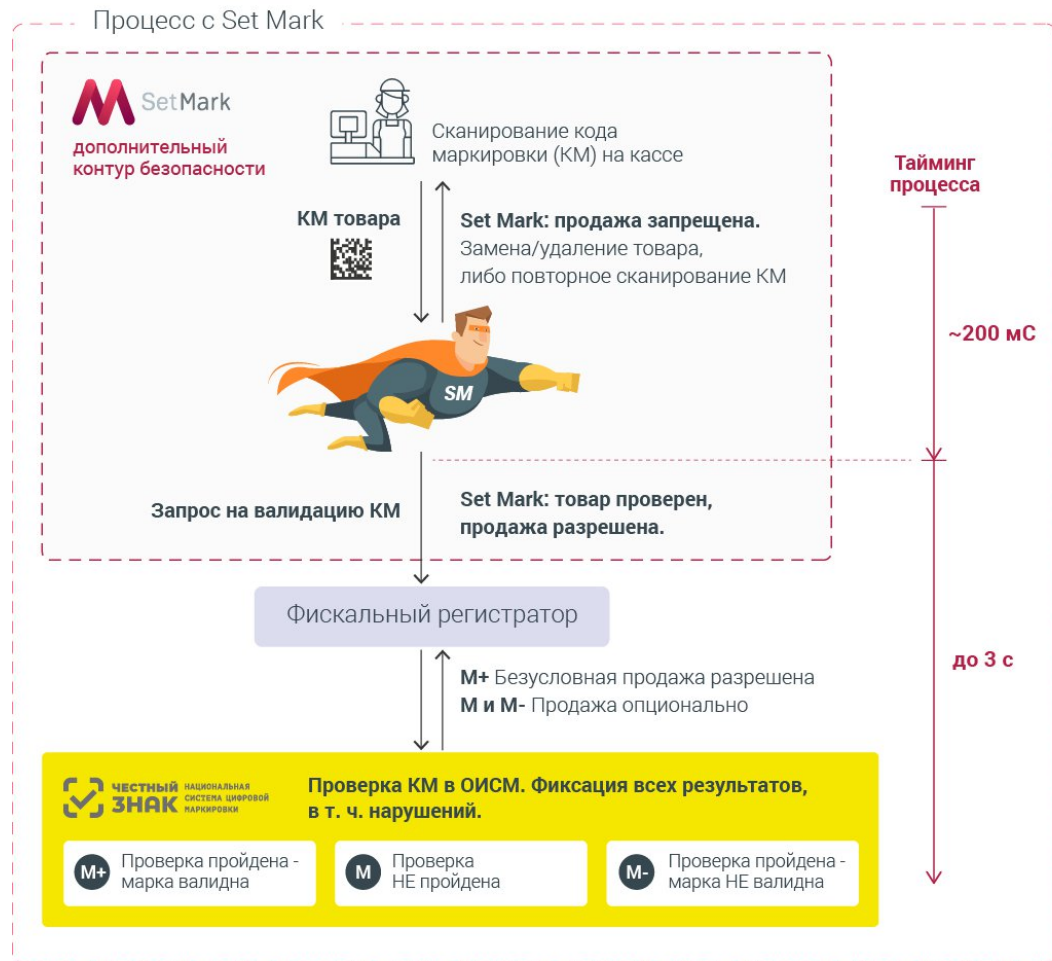 Процесс с Set Mark
SetMark
дополнительный
контур безопасности
Сканирование кода
маркировки (КМ) на кассе
Тайминг
процесса
КМ товара
Set Mark: продажа запрещена.
Замена/удаление товара,
либо повторное сканирование КМ
~200 мС
SM
Запрос на валидацию КМ
Set Mark: товар проверен,
продажа разрешена.
Фискальный регистратор
до 3 с
М+ Безусловная продажа разрешена
М и М- Продажа опционально
ЧЕСТНЫЙ
ЗНАК
НАЦИОНАЛЬНАЯ
СИСТЕМА ЦИФРОВОЙ
МАРКИРОВКИ
Проверка КМ в ОИСМ. Фиксация всех результатов,
в т. ч. нарушений.
М+
Проверка пройдена -
марка валидна
М
Проверка
НЕ пройдена
М-
Проверка пройдена -
марка НЕ валидна